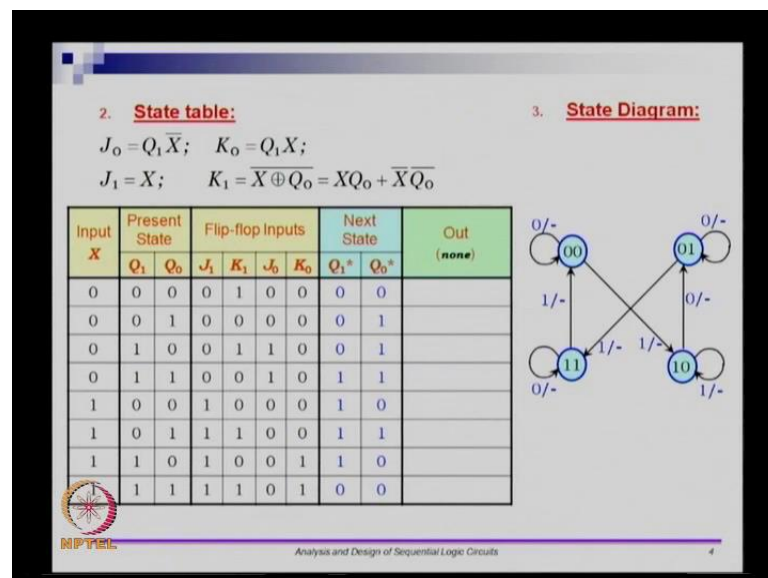 2. State table:
3. State Diagram:
J₀ = Q₁X̅; K₀ = Q₁X;
J₁ = X; K₁ = \overline{X ⊕ Q₀} = XQ₀ + X̅ Q̅₀
Input X | Present State | Flip-flop Inputs | Next State | Out (none)
Q₁ | Q₀ | J₁ | K₁ | J₀ | K₀ | Q₁* | Q₀*
0 | 0 | 0 | 0 | 1 | 0 | 0 | 0 | 0
0 | 0 | 1 | 0 | 0 | 0 | 0 | 0 | 1
0 | 1 | 0 | 0 | 1 | 1 | 0 | 0 | 1
0 | 1 | 1 | 0 | 0 | 1 | 0 | 1 | 1
1 | 0 | 0 | 1 | 0 | 0 | 0 | 1 | 0
1 | 0 | 1 | 1 | 1 | 0 | 0 | 1 | 1
1 | 1 | 0 | 1 | 0 | 0 | 1 | 1 | 0
1 | 1 | 1 | 1 | 1 | 0 | 1 | 0 | 0
0/- 0/-
00 01
1/- 0/-
1/- 1/-
11 10
0/- 1/-
NPTEL
Analysis and Design of Sequential Logic Circuits 4